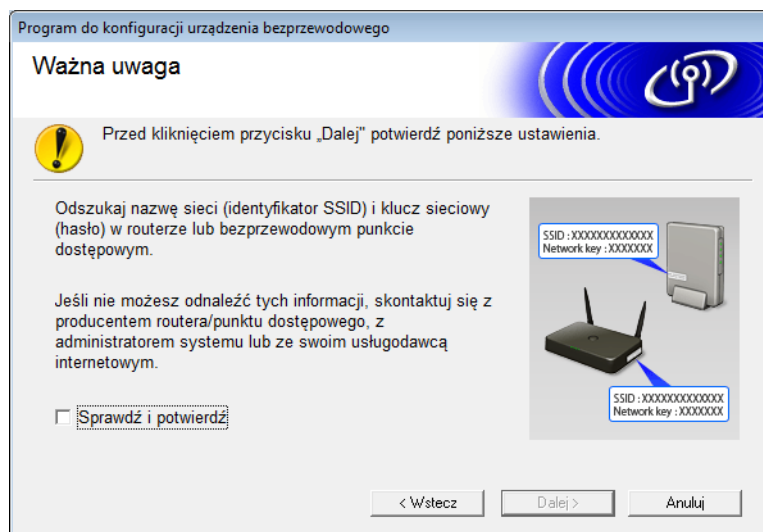 Program do konfiguracji urządzenia bezprzewodowego
Ważna uwaga
Przed kliknięciem przycisku „Dalej" potwierdź poniższe ustawienia.
Odszukaj nazwę sieci (identyfikator SSID) i klucz sieciowy
(hasło) w routerze lub bezprzewodowym punkcie
dostępowym.
Jeśli nie możesz odnaleźć tych informacji, skontaktuj się z
producentem routera/punktu dostępowego, z
administratorem systemu lub ze swoim usługodawcą
internetowym.
SSID : XXXXXXXXXXXXX
Network key : XXXXXXX
SSID : XXXXXXXXXXXXX
Network key : XXXXXXX
Sprawdź i potwierdź
< Wstecz
Dalej >
Anuluj